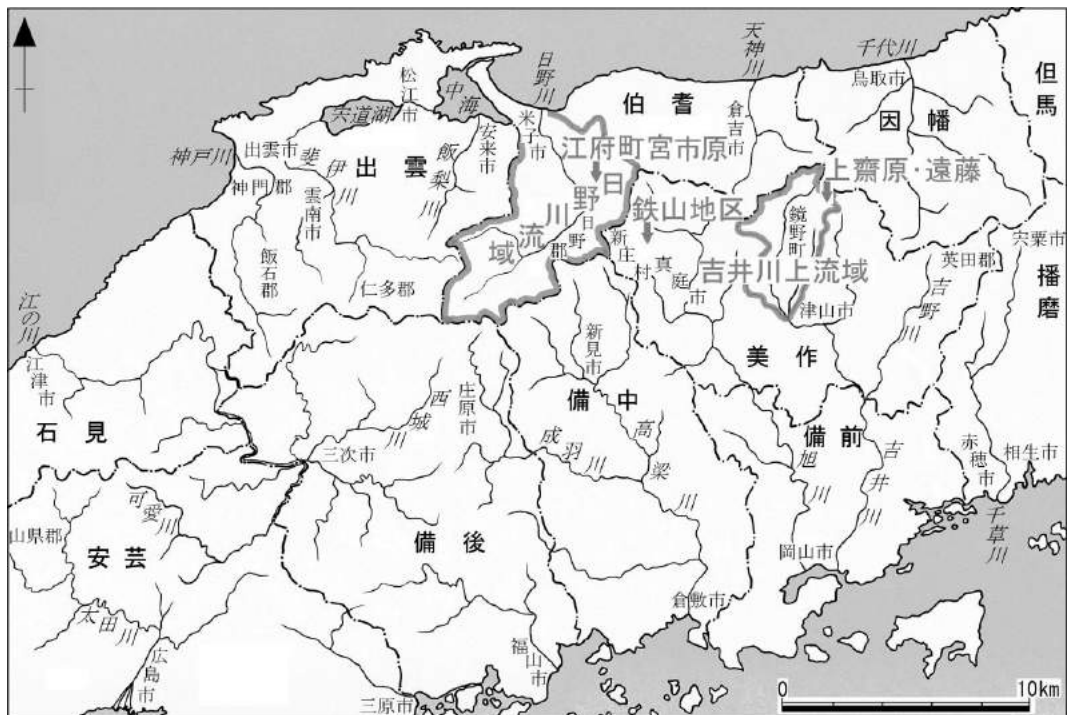 天神川
千代川
日野川
鳥取市
但馬
松江市
中海
伯耆
倉吉市
因幡
宍道湖
米子市
安来市
神戸川
出雲市
斐伊川
出雲
飯梨川
江府町宮市原
上齋原・遠藤
神門郡
雲南市
日野川流域
日野郡
鉄山地区
鏡野町
新庄村
真庭市
吉井川上流域
英田郡
宍粟市
播磨
飯石郡
仁多郡
吉野川
津山市
江の川
江津市
新見市
美作
石見
庄原市
西城川
備中
備前
三次市
成羽川
高梁川
旭川
吉井川
赤穂市
相生市
可愛川
山県郡
安芸
備後
千草川
岡山市
太田川
倉敷市
広島市
福山市
三原市
0 10km